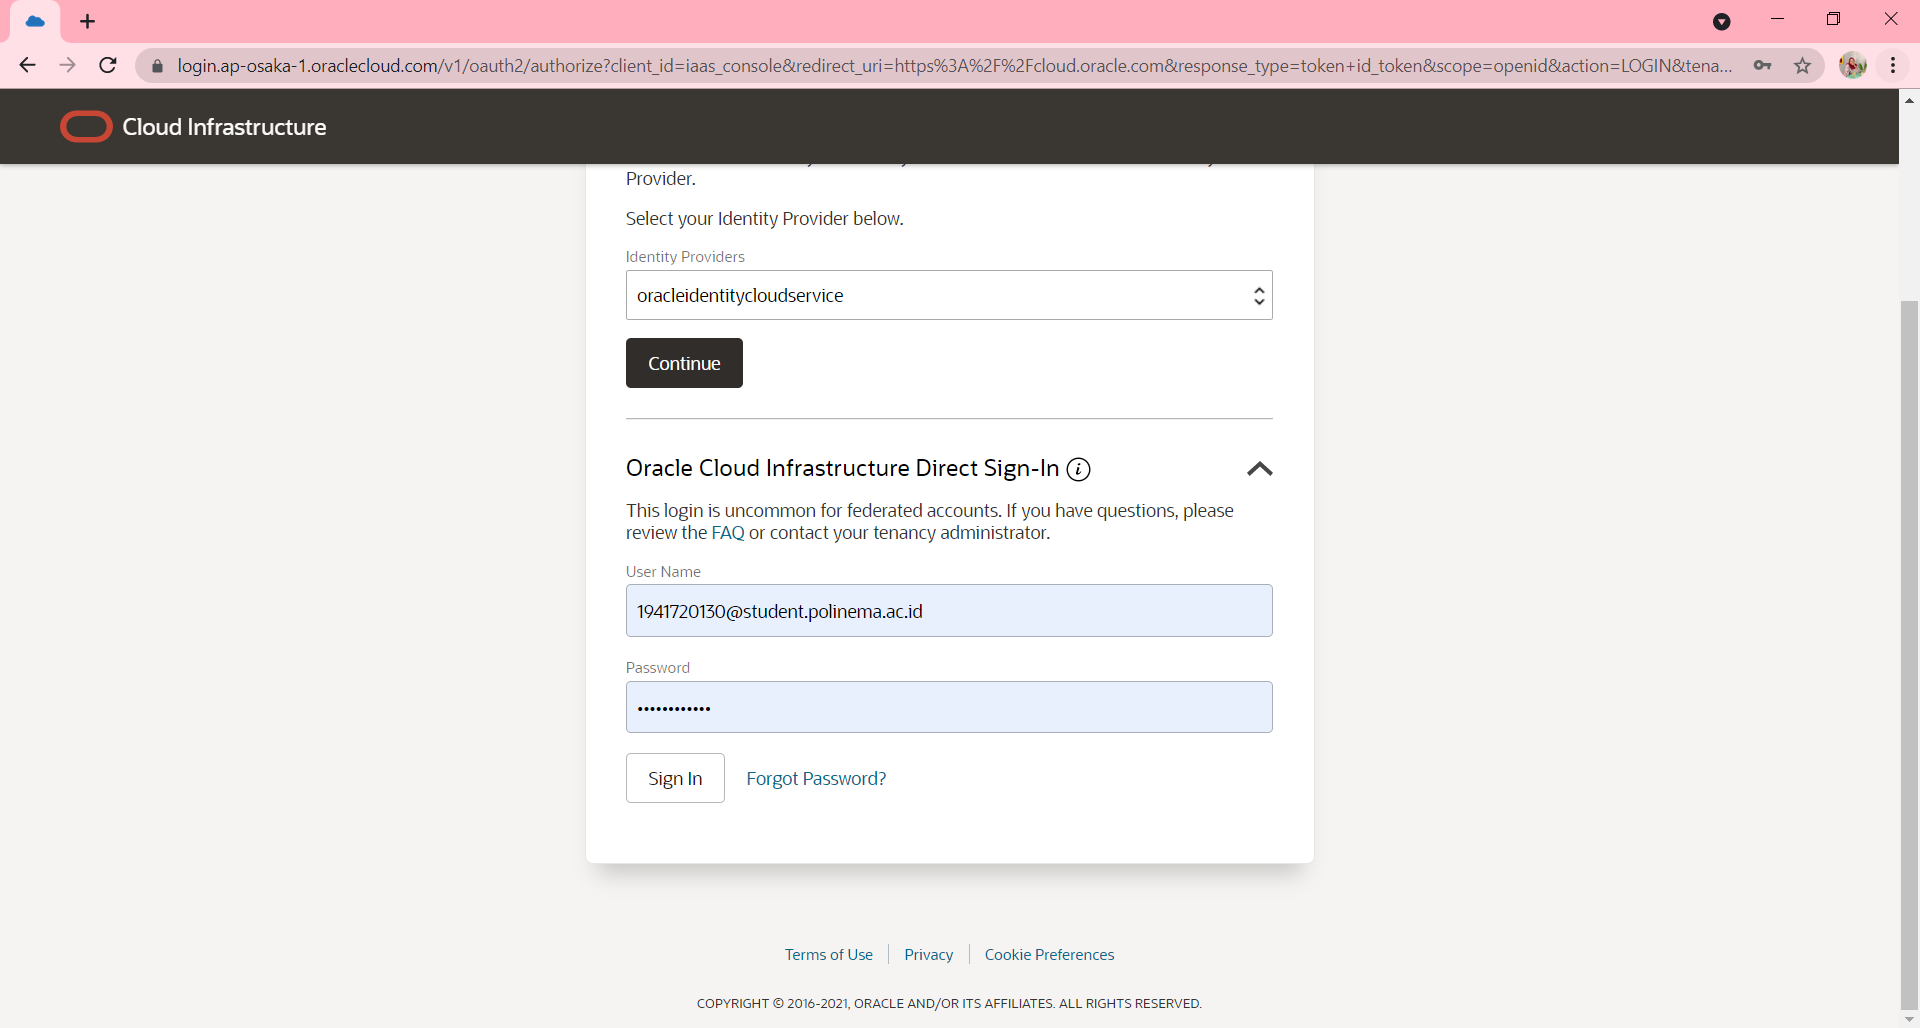 login.ap-osaka-1.oraclecloud.com/v1/oauth2/authorize?client_id=iaas_console&redirect_uri=https%3A%2F%2Fcloud.oracle.com&response_type=token+id_token&scope=openid&action=LOGIN&tena...
Cloud Infrastructure
Provider.
Select your Identity Provider below.
Identity Providers
oracleidentitycloudservice
Continue
Oracle Cloud Infrastructure Direct Sign-In i
This login is uncommon for federated accounts. If you have questions, please
review the FAQ or contact your tenancy administrator.
User Name
1941720130@student.polinema.ac.id
Password
••••••••••••
Sign In Forgot Password?
Terms of Use Privacy Cookie Preferences
COPYRIGHT © 2016-2021, ORACLE AND/OR ITS AFFILIATES. ALL RIGHTS RESERVED.